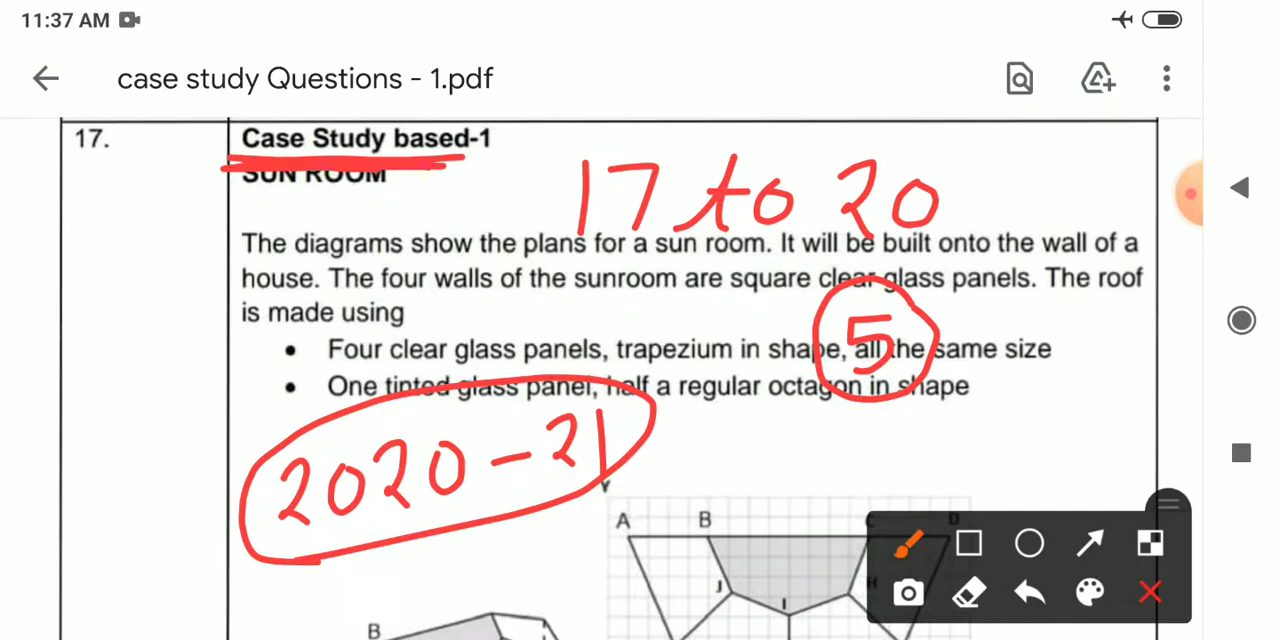 11:37 AM
case study Questions - 1.pdf
17.
Case Study based-1
SUN ROOM
17 to 20
The diagrams show the plans for a sun room. It will be built onto the wall of a
house. The four walls of the sunroom are square clear glass panels. The roof
is made using
5
• Four clear glass panels, trapezium in shape, all the same size
• One tinted glass panel, half a regular octagon in shape
2020-21
Y
A B C D
J H
I
B